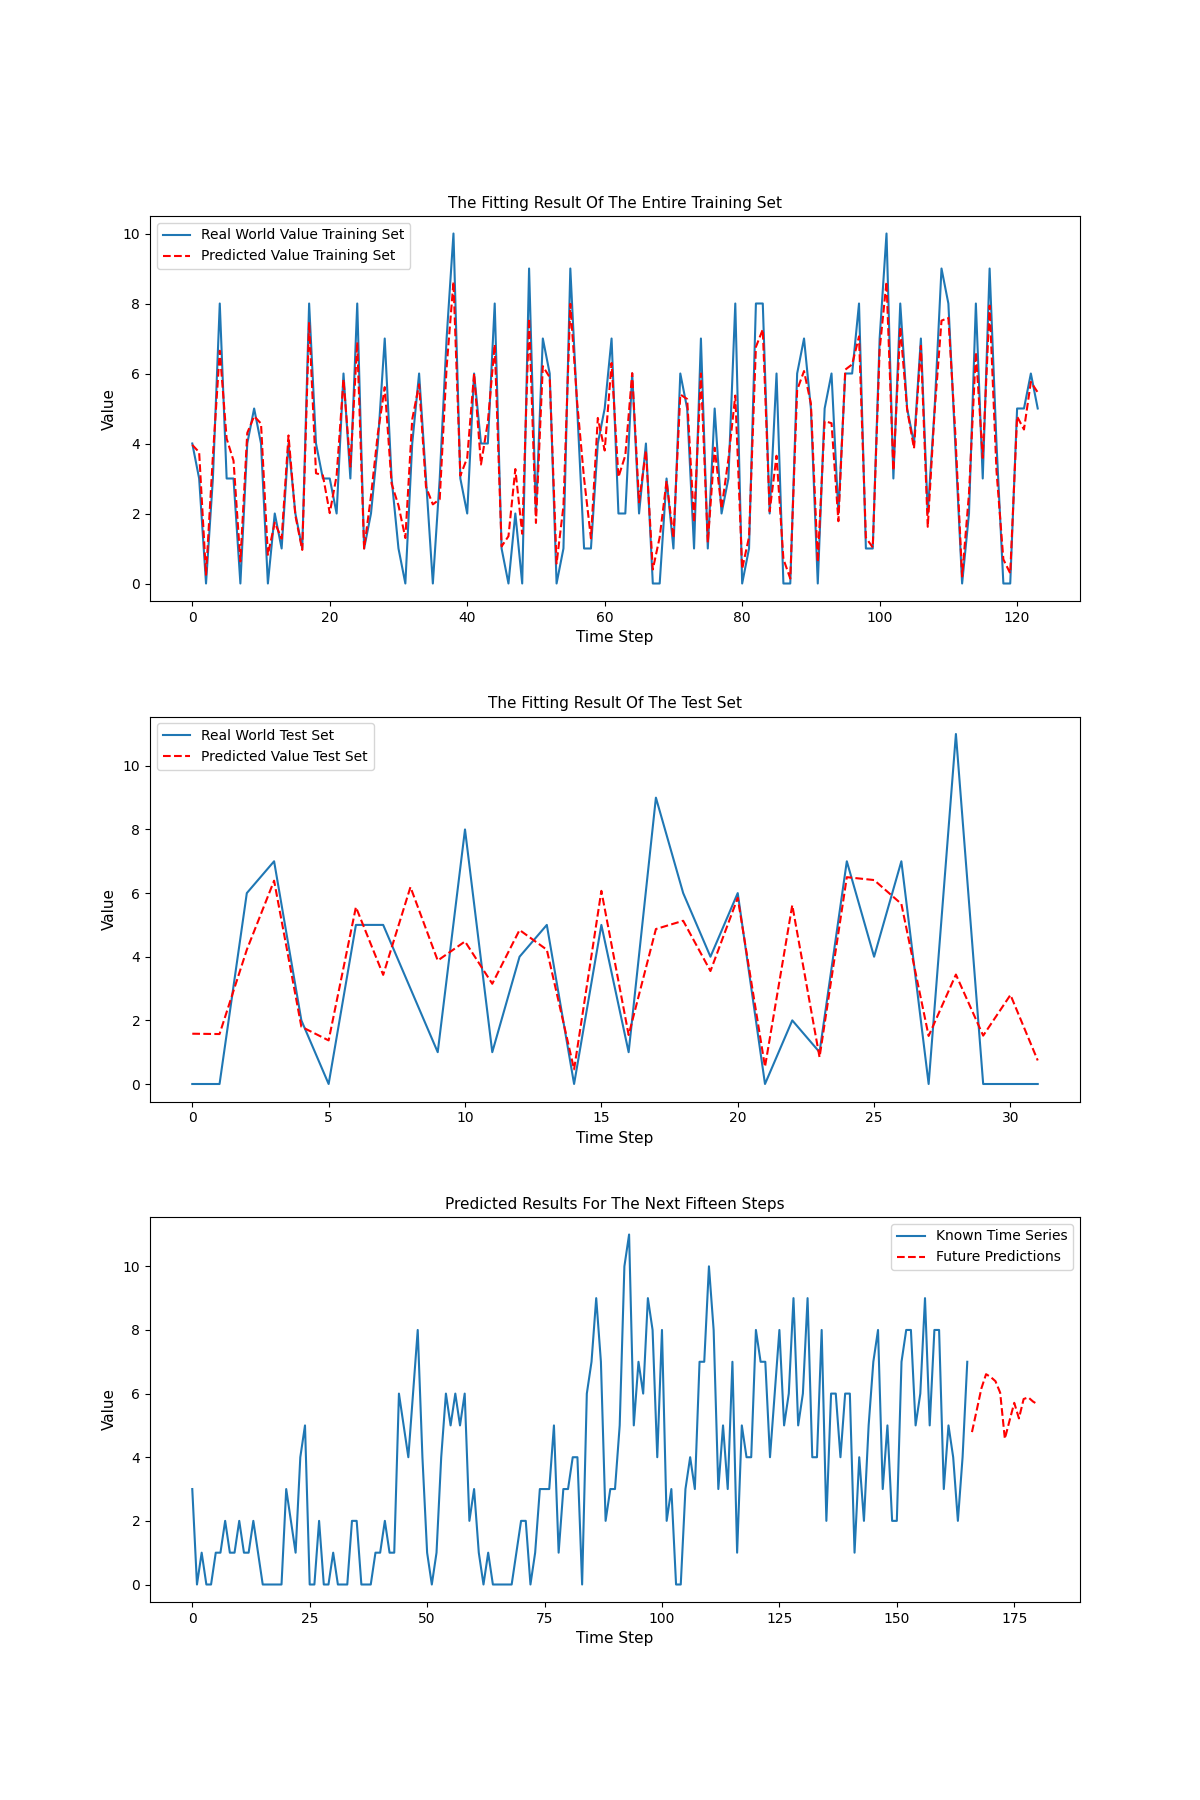 The Fitting Result Of The Entire Training Set
Real World Value Training Set
Predicted Value Training Set
10
8
6
4
2
0
Value
0 20 40 60 80 100 120
Time Step
The Fitting Result Of The Test Set
Real World Test Set
Predicted Value Test Set
10
8
6
4
2
0
Value
0 5 10 15 20 25 30
Time Step
Predicted Results For The Next Fifteen Steps
Known Time Series
Future Predictions
10
8
6
4
2
0
Value
0 25 50 75 100 125 150 175
Time Step